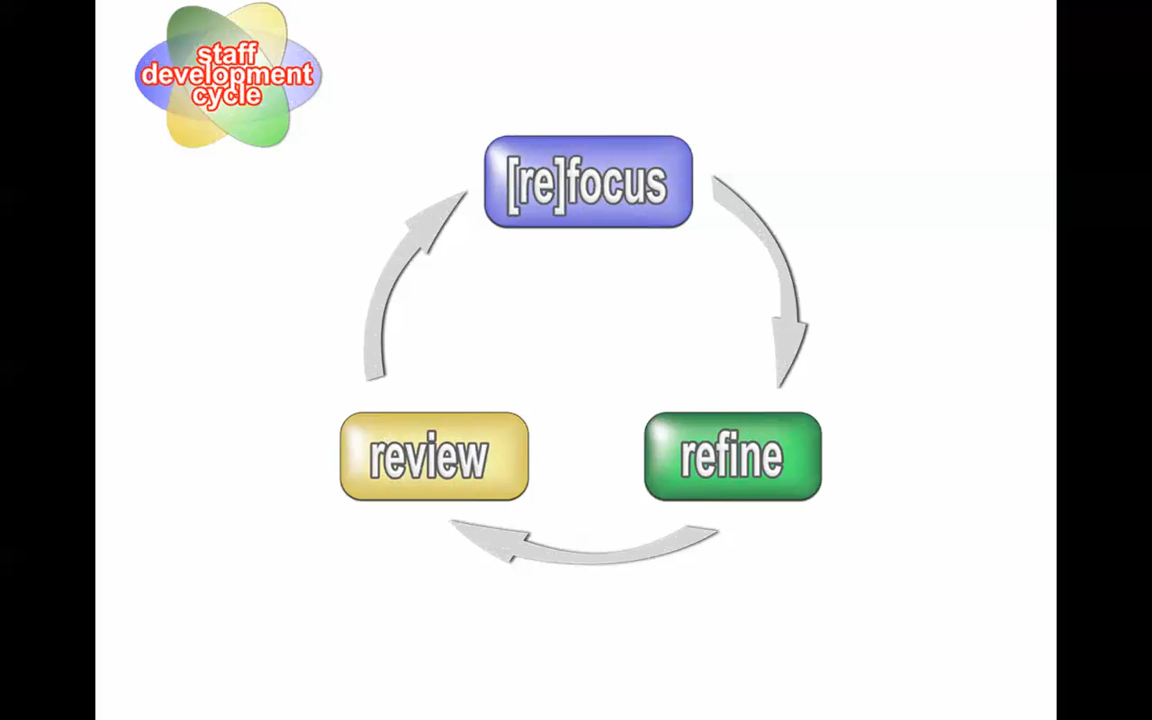 staff
development
cycle
[re]focus
review
refine